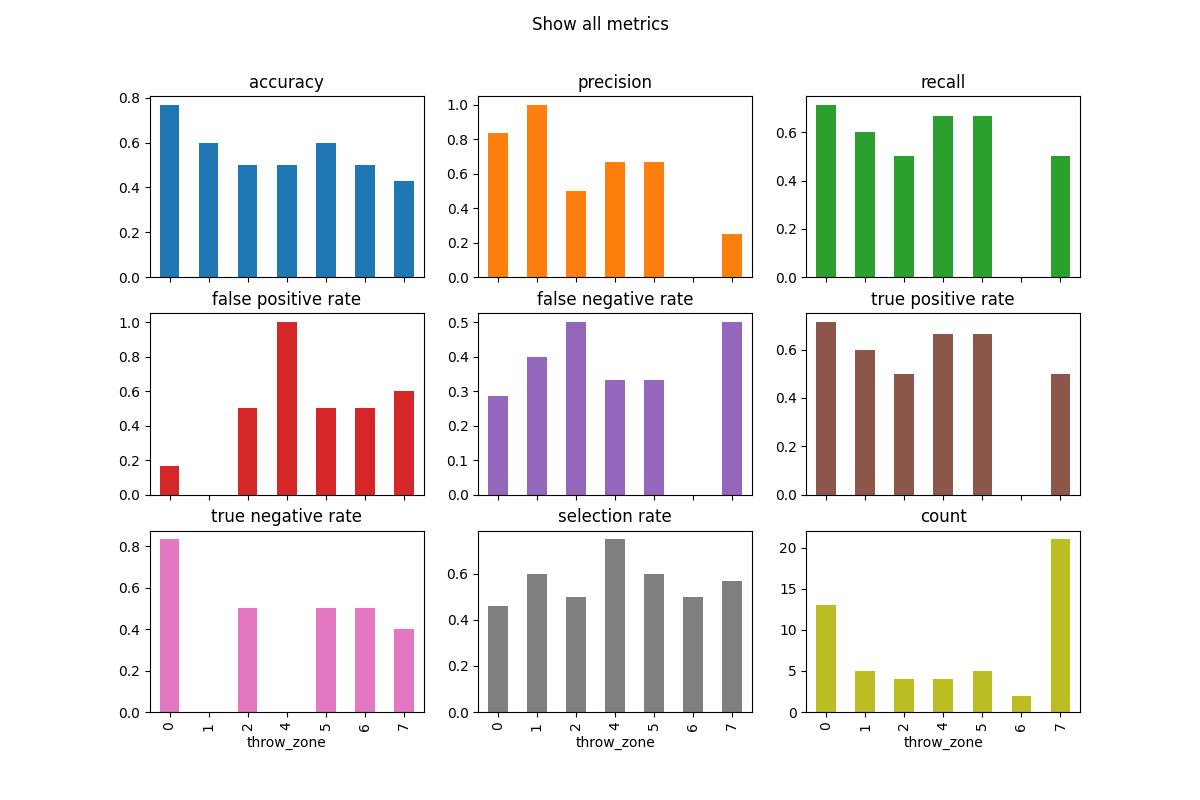 Show all metrics
accuracy
0.8
0.6
0.4
0.2
0.0
precision
1.0
0.8
0.6
0.4
0.2
0.0
recall
0.6
0.4
0.2
0.0
false positive rate
1.0
0.8
0.6
0.4
0.2
0.0
false negative rate
0.5
0.4
0.3
0.2
0.1
0.0
true positive rate
0.6
0.4
0.2
0.0
true negative rate
0.8
0.6
0.4
0.2
0.0
0 1 2 4 5 6 7
throw_zone
selection rate
0.6
0.4
0.2
0.0
0 1 2 4 5 6 7
throw_zone
count
20
15
10
5
0
0 1 2 4 5 6 7
throw_zone